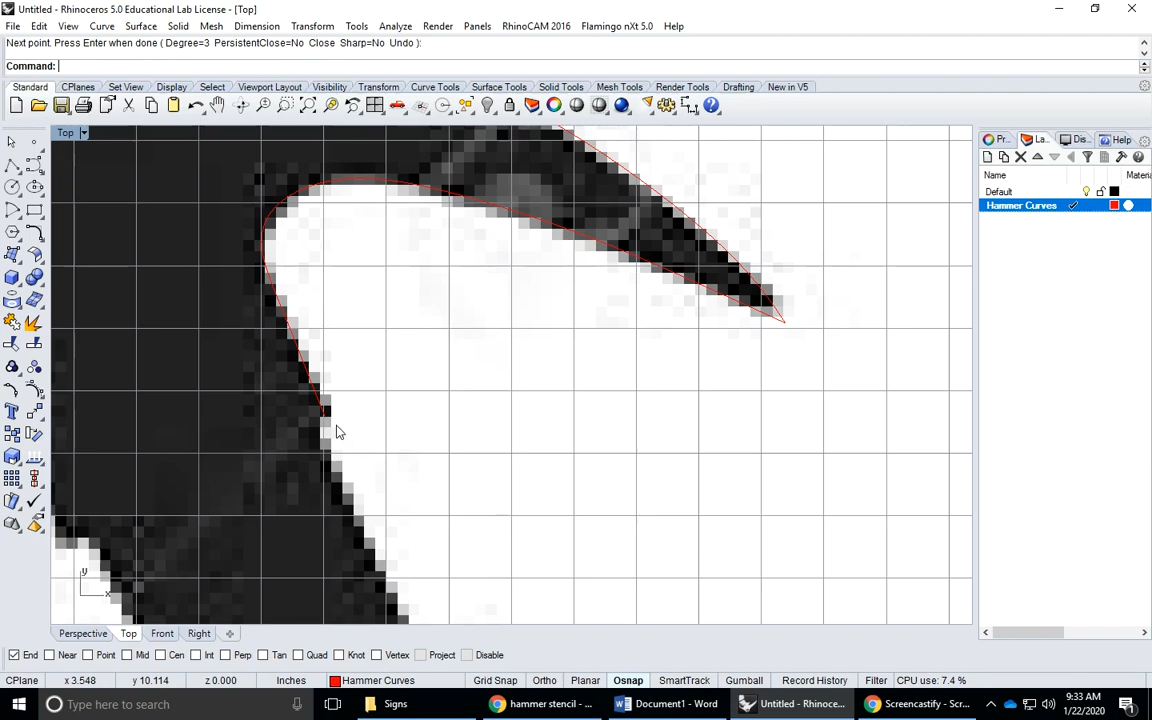 Untitled - Rhinoceros 5.0 Educational Lab License - [Top]
File Edit View Curve Surface Solid Mesh Dimension Transform Tools Analyze Render Panels RhinoCAM 2016 Flamingo nXt 5.0 Help
Next point. Press Enter when done ( Degree=3 PersistentClose=No Close Sharp=No Undo ):
Command:
Standard CPlanes Set View Display Select Viewport Layout Visibility Transform Curve Tools Surface Tools Solid Tools Mesh Tools Render Tools Drafting New in V5
Top
Pr... La... Dis... Help
Name Materi
Default
Hammer Curves
y
x
Perspective Top Front Right
End Near Point Mid Cen Int Perp Tan Quad Knot Vertex Project Disable
CPlane x 3.548 y 10.114 z 0.000 Inches Hammer Curves Grid Snap Ortho Planar Osnap SmartTrack Gumball Record History Filter CPU use: 7.4 %
Type here to search Signs hammer stencil - ... Document1 - Word Untitled - Rhinoce... Screencastify - Scr... 9:33 AM
1/22/2020